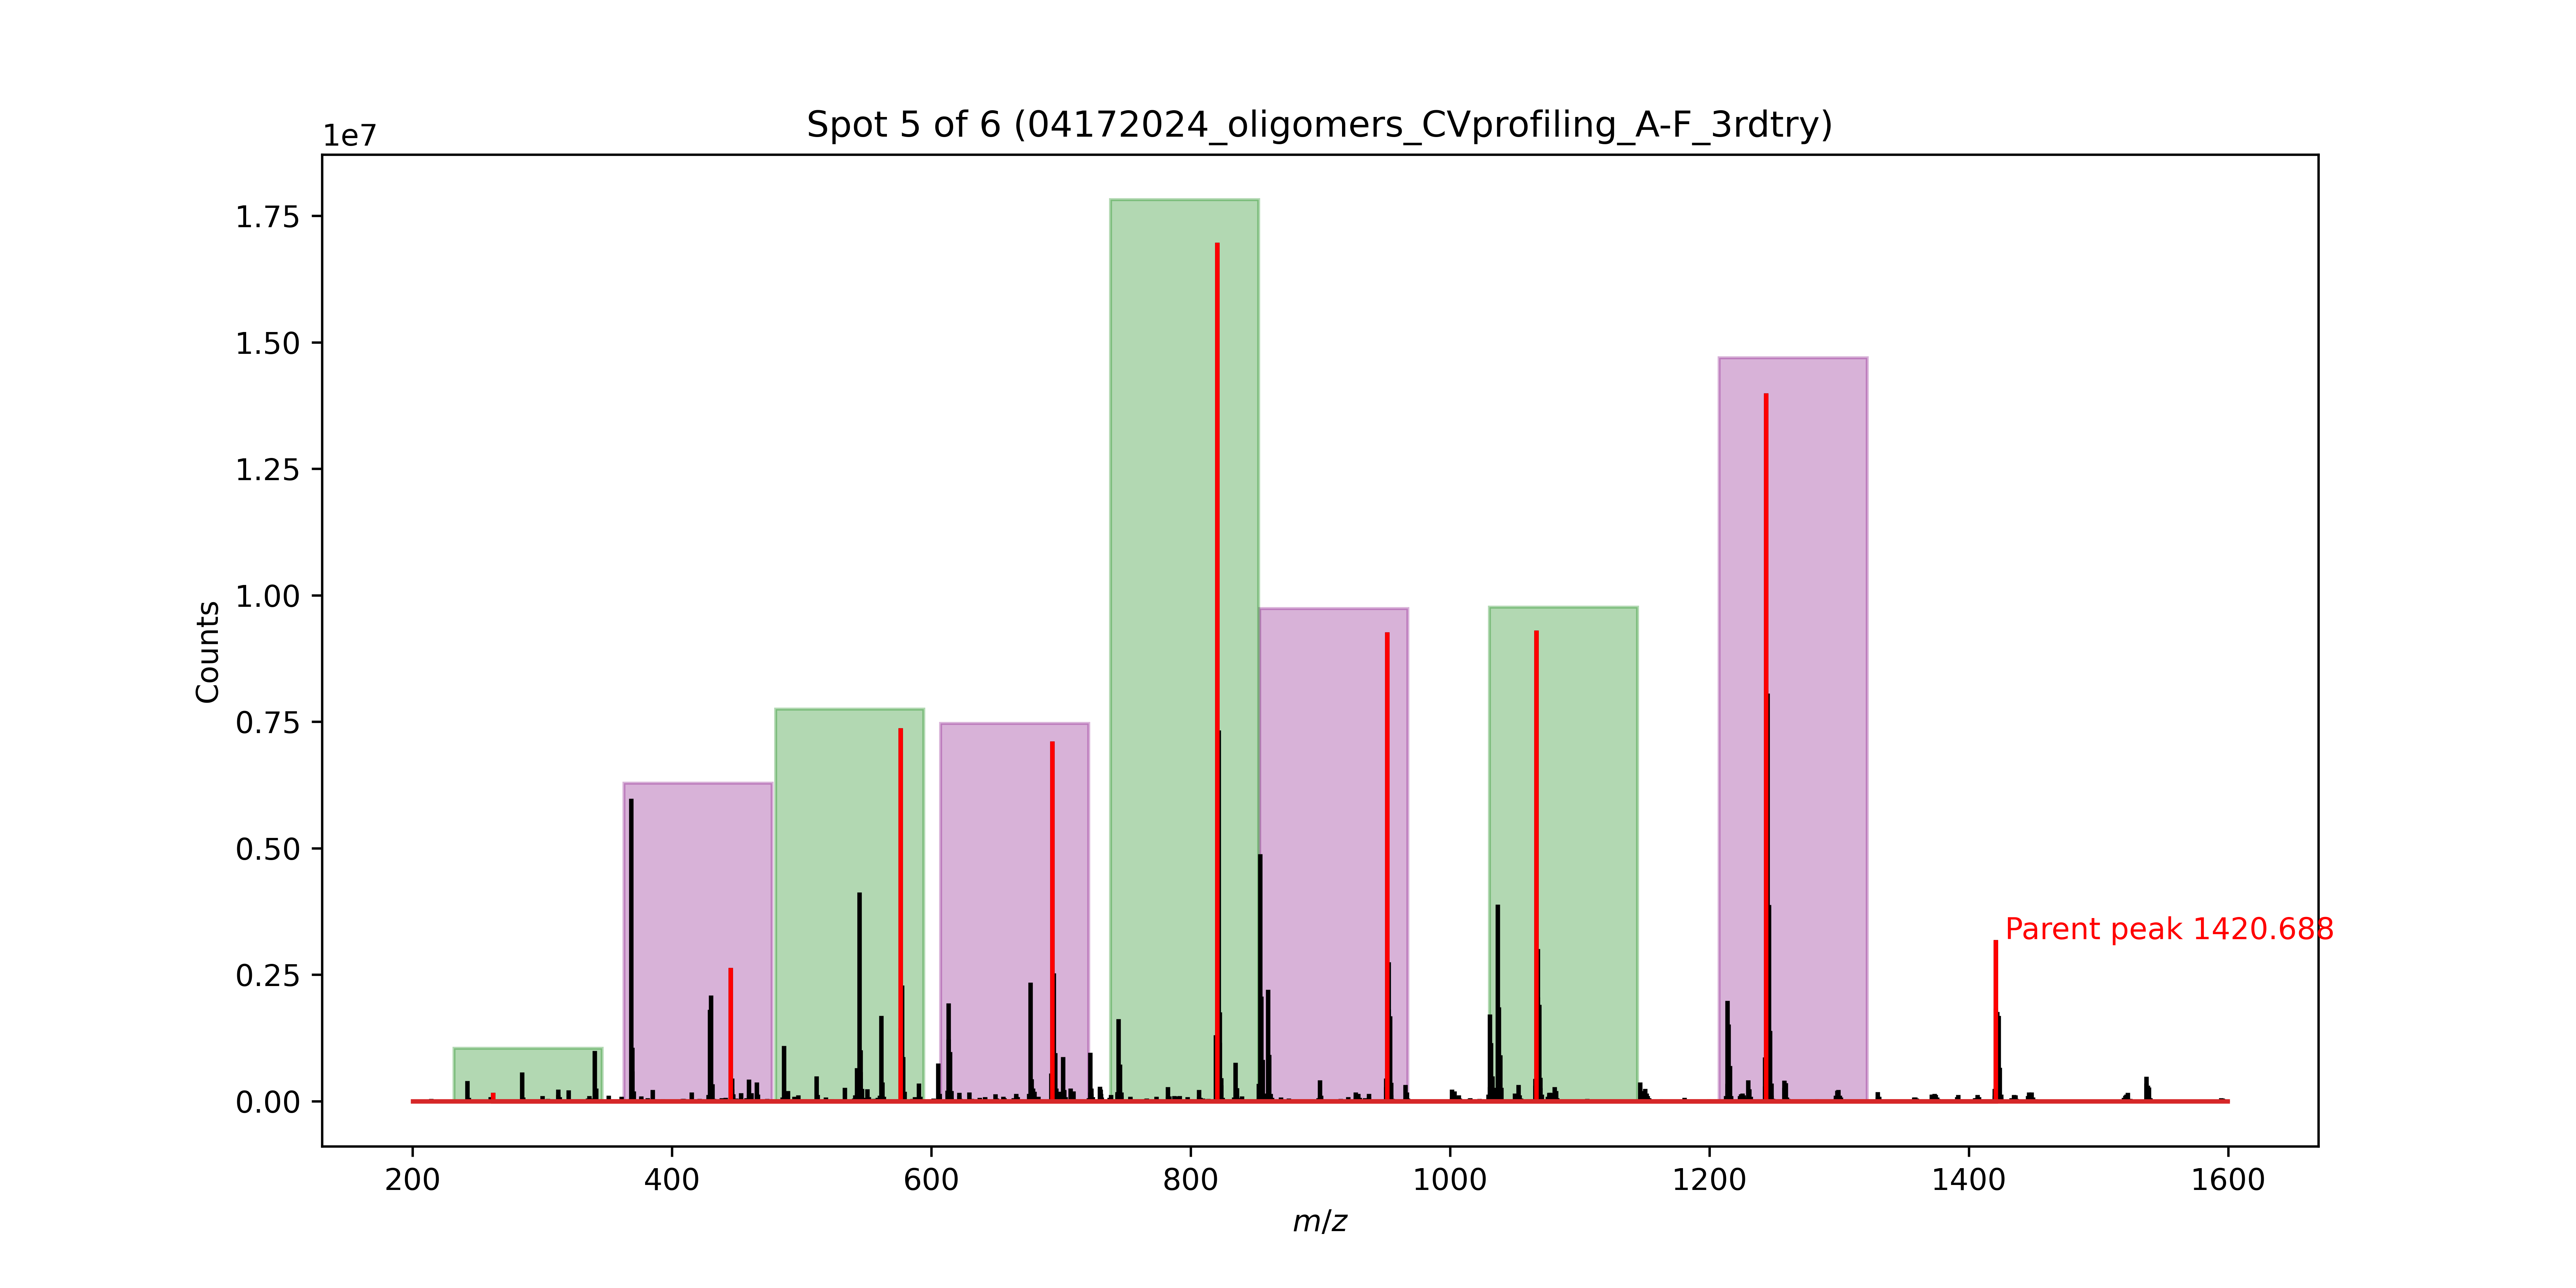 Spot 5 of 6 (04172024_oligomers_CVprofiling_A-F_3rdtry)
1e7
1.75
1.50
1.25
1.00
0.75
0.50
0.25
0.00
Counts
Parent peak 1420.688
200 400 600 800 1000 1200 1400 1600
m/z